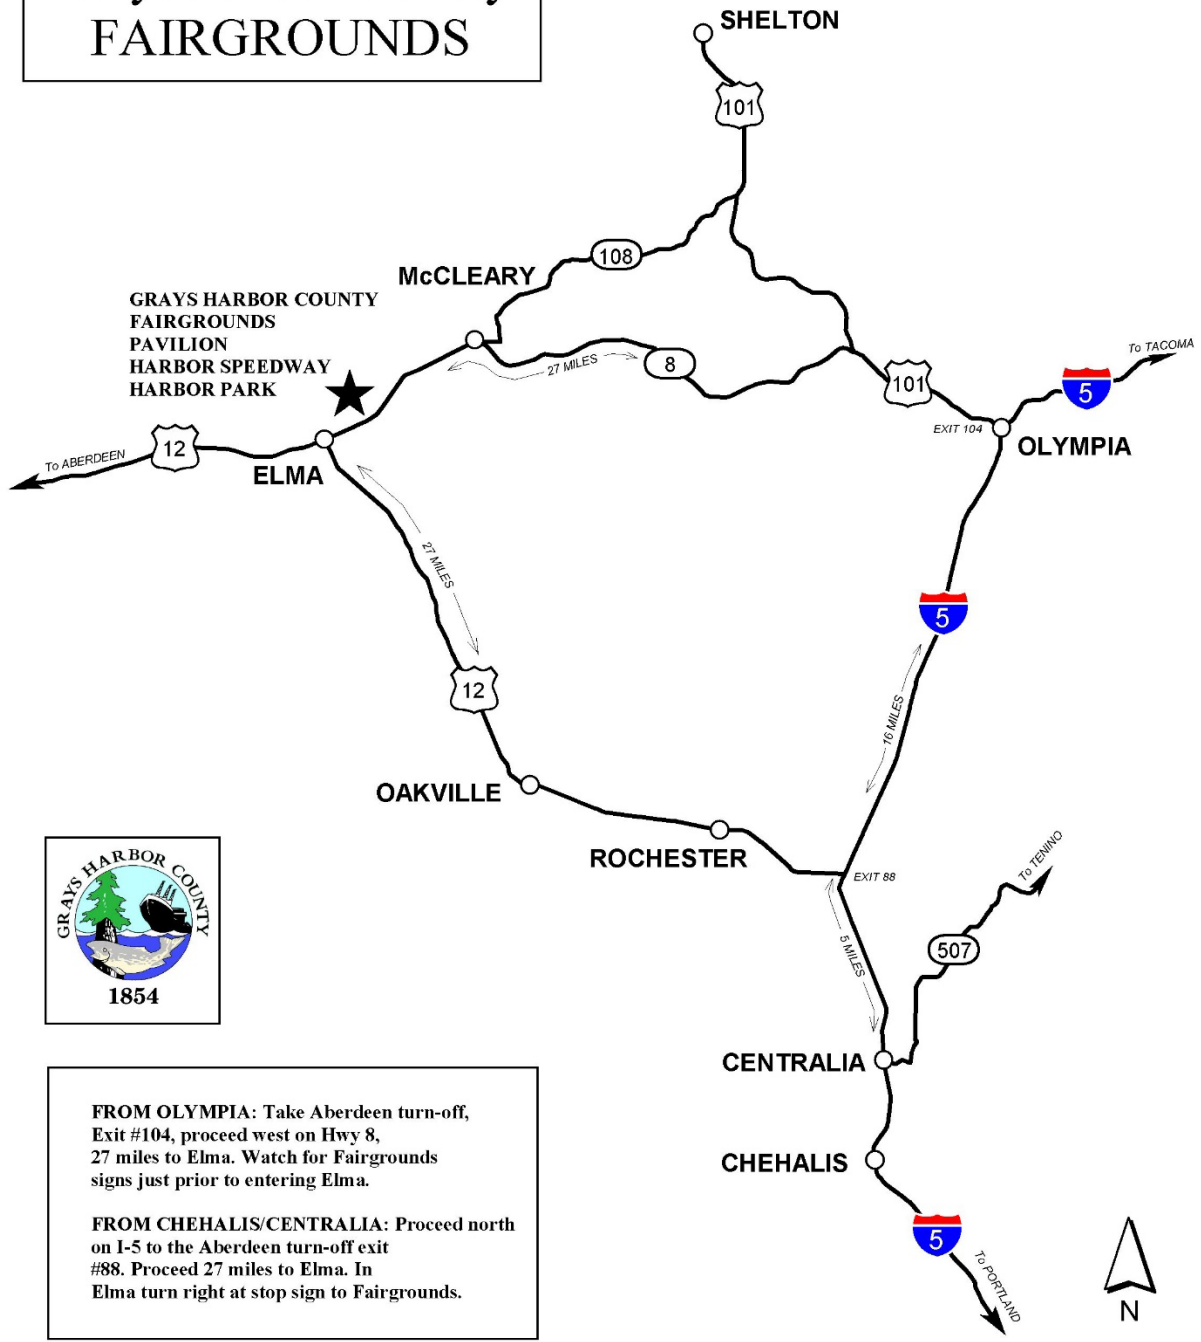 FAIRGROUNDS
SHELTON
101
108
McCLEARY
GRAYS HARBOR COUNTY
FAIRGROUNDS
PAVILION
HARBOR SPEEDWAY
HARBOR PARK
27 MILES
8
To TACOMA
5
101
EXIT 104
OLYMPIA
12
To ABERDEEN
ELMA
27 MILES
5
12
16 MILES
OAKVILLE
ROCHESTER
EXIT 88
To TENINO
GRAYS HARBOR COUNTY
1854
5 MILES
507
CENTRALIA
CHEHALIS
5
To PORTLAND
N
FROM OLYMPIA: Take Aberdeen turn-off,
Exit #104, proceed west on Hwy 8,
27 miles to Elma. Watch for Fairgrounds
signs just prior to entering Elma.
FROM CHEHALIS/CENTRALIA: Proceed north
on I-5 to the Aberdeen turn-off exit
#88. Proceed 27 miles to Elma. In
Elma turn right at stop sign to Fairgrounds.